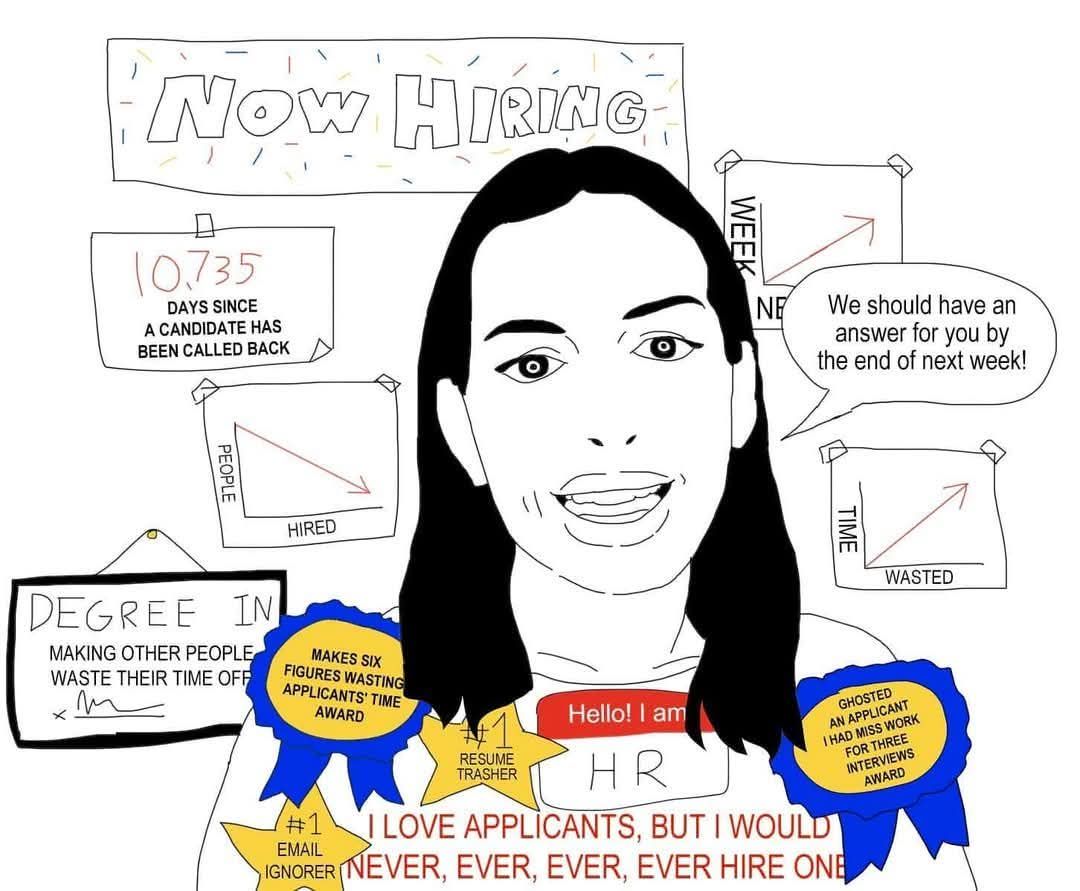 NOW HIRING
10,735
DAYS SINCE
A CANDIDATE HAS
BEEN CALLED BACK
WEEK
NE
We should have an
answer for you by
the end of next week!
PEOPLE
HIRED
TIME
WASTED
DEGREE IN
MAKING OTHER PEOPLE
WASTE THEIR TIME OFF
x
MAKES SIX
FIGURES WASTING
APPLICANTS' TIME
AWARD
#1
RESUME
TRASHER
Hello! I am
HR
GHOSTED
AN APPLICANT
I HAD MISS WORK
FOR THREE
INTERVIEWS
AWARD
#1
EMAIL
IGNORER
I LOVE APPLICANTS, BUT I WOULD
NEVER, EVER, EVER, EVER HIRE ONE